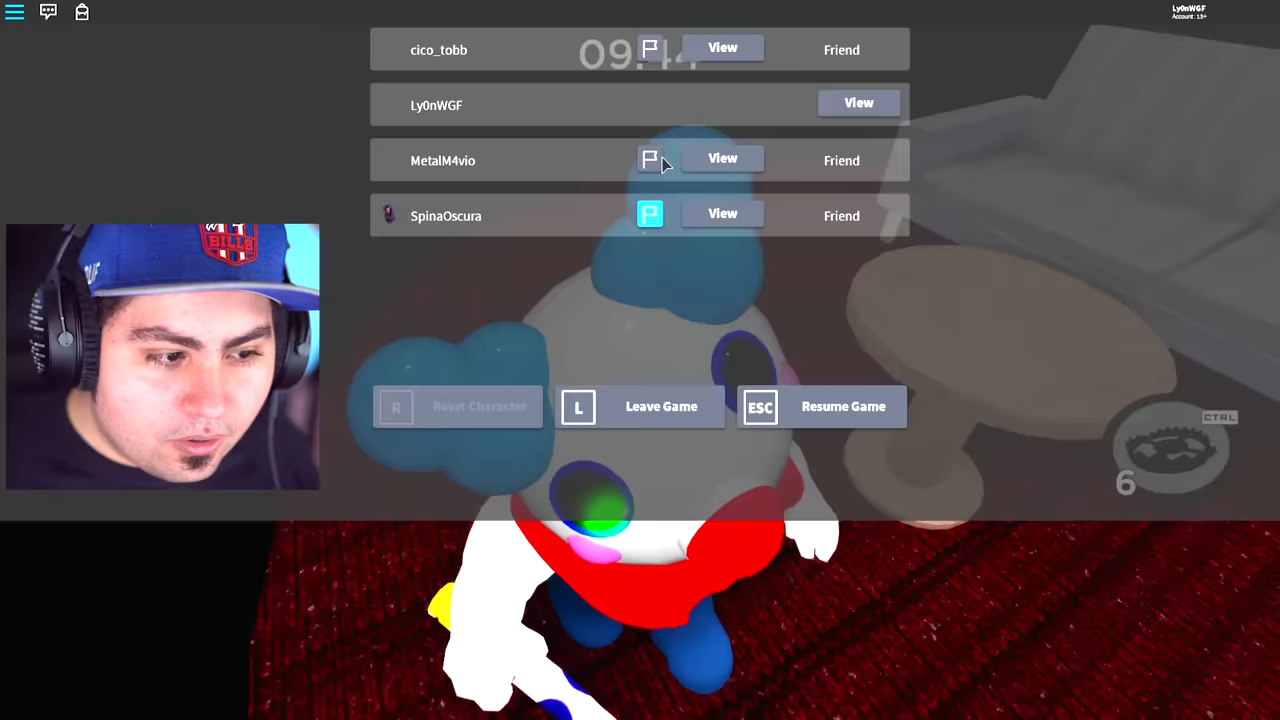 Ly0nWGF
Account: 13+
cico_tobb View Friend
Ly0nWGF View
MetalM4vio View Friend
SpinaOscura View Friend
R Reset Character L Leave Game ESC Resume Game
CTRL
6
BILLS